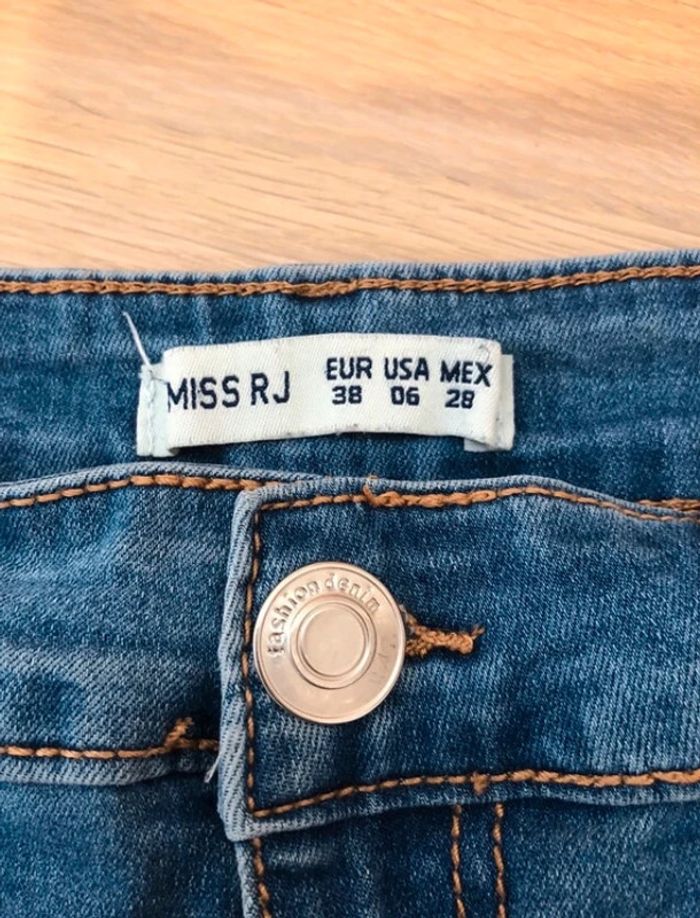 MISS RJ
EUR USA MEX
38 06 28
fashion denim